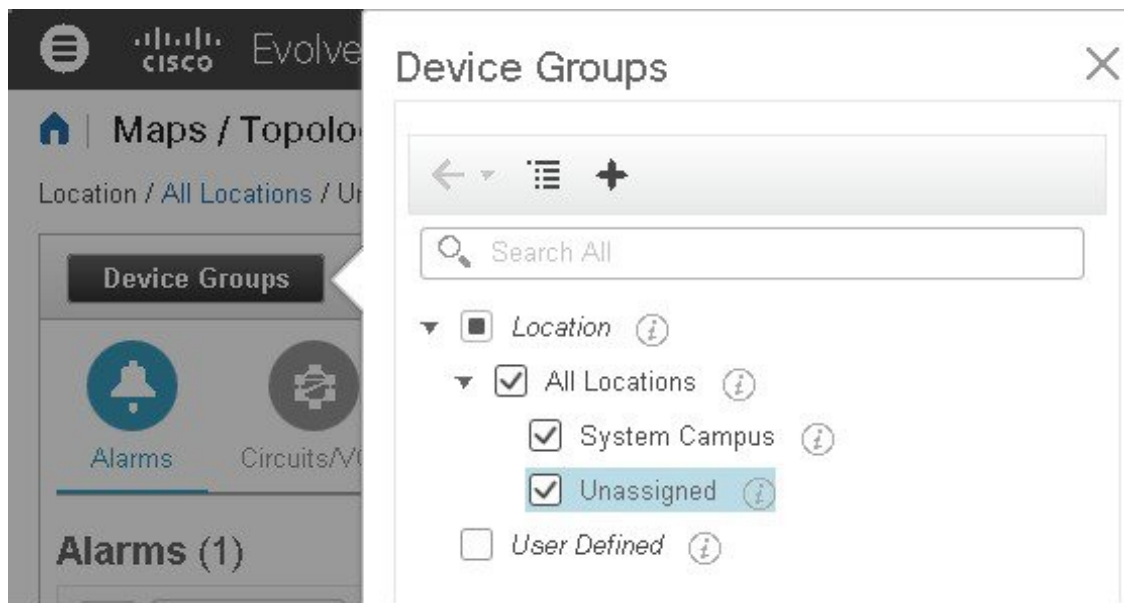 cisco Evolve
Device Groups
Maps / Topolo
Location / All Locations / Un
Search All
Device Groups
Location
All Locations
System Campus
Alarms
Circuits/V
Unassigned
User Defined
Alarms (1)